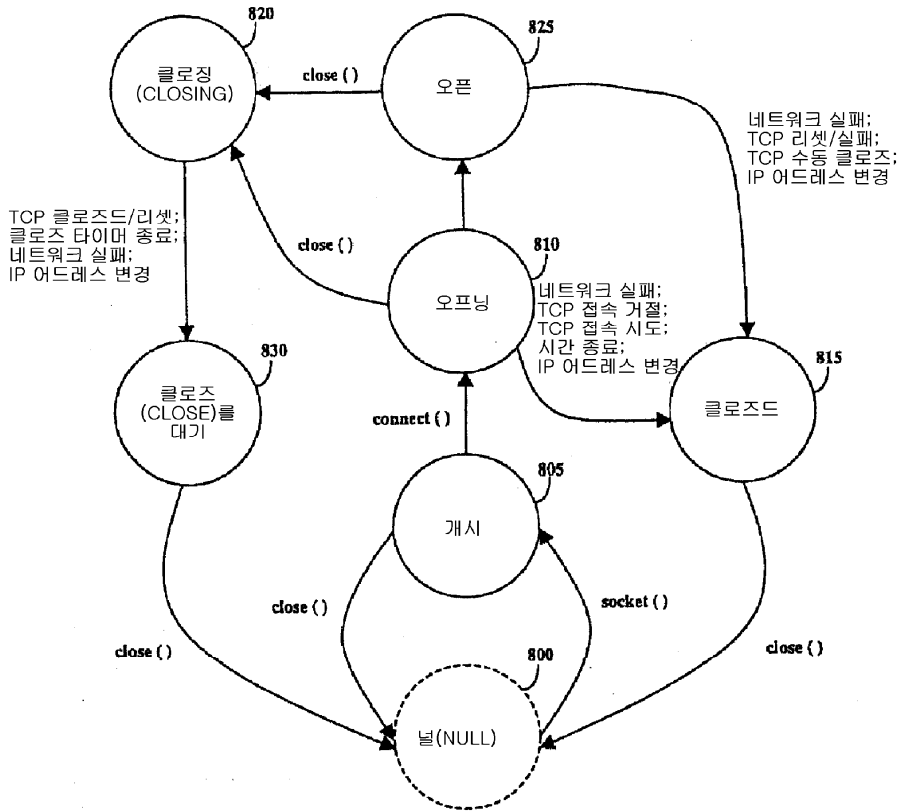 820
클로징
(CLOSING)
close ( )
825
오픈
네트워크 실패;
TCP 리셋/실패;
TCP 수동 클로즈;
IP 어드레스 변경
TCP 클로즈드/리셋;
클로즈 타이머 종료;
네트워크 실패;
IP 어드레스 변경
close ( )
810
오프닝
네트워크 실패;
TCP 접속 거절;
TCP 접속 시도;
시간 종료;
IP 어드레스 변경
830
클로즈
(CLOSE)를
대기
connect ( )
815
클로즈드
805
개시
close ( )
socket ( )
close ( )
close ( )
800
널(NULL)